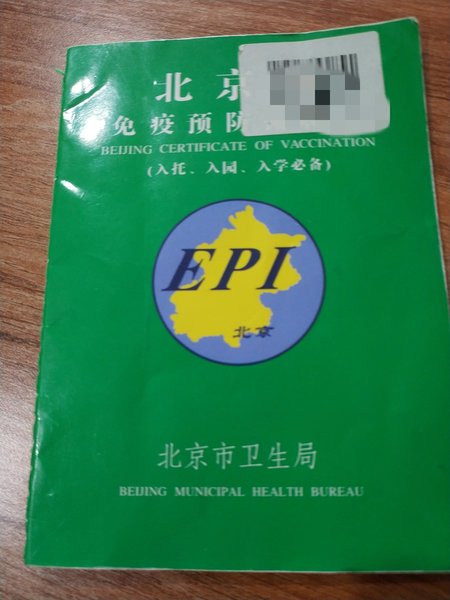 北京
免疫预防
BEIJING CERTIFICATE OF VACCINATION
(入托、入园、入学必备)
EPI
北京
北京市卫生局
BEIJING MUNICIPAL HEALTH BUREAU